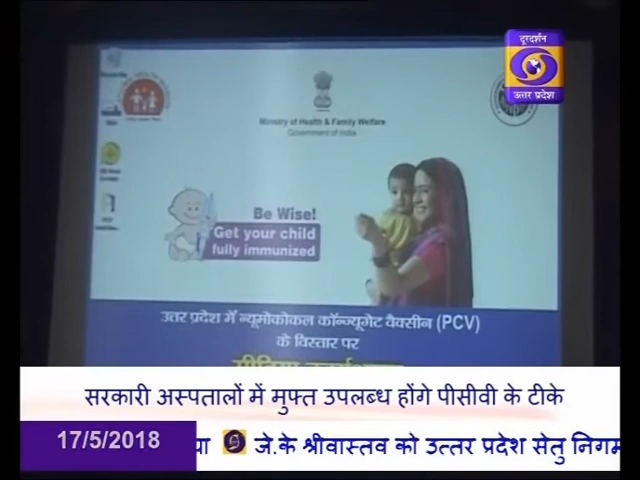 दूरदर्शन
उत्तर प्रदेश
Ministry of Health & Family Welfare
Government of India
Be Wise!
Get your child
fully immunized
उत्तर प्रदेश में न्यूमोकोकल कॉन्ज्यूगेट वैक्सीन (PCV)
के विस्तार पर
सरकारी अस्पतालों में मुफ्त उपलब्ध होंगे पीसीवी के टीके
17/5/2018
जे.के श्रीवास्तव को उत्तर प्रदेश सेतु निगम